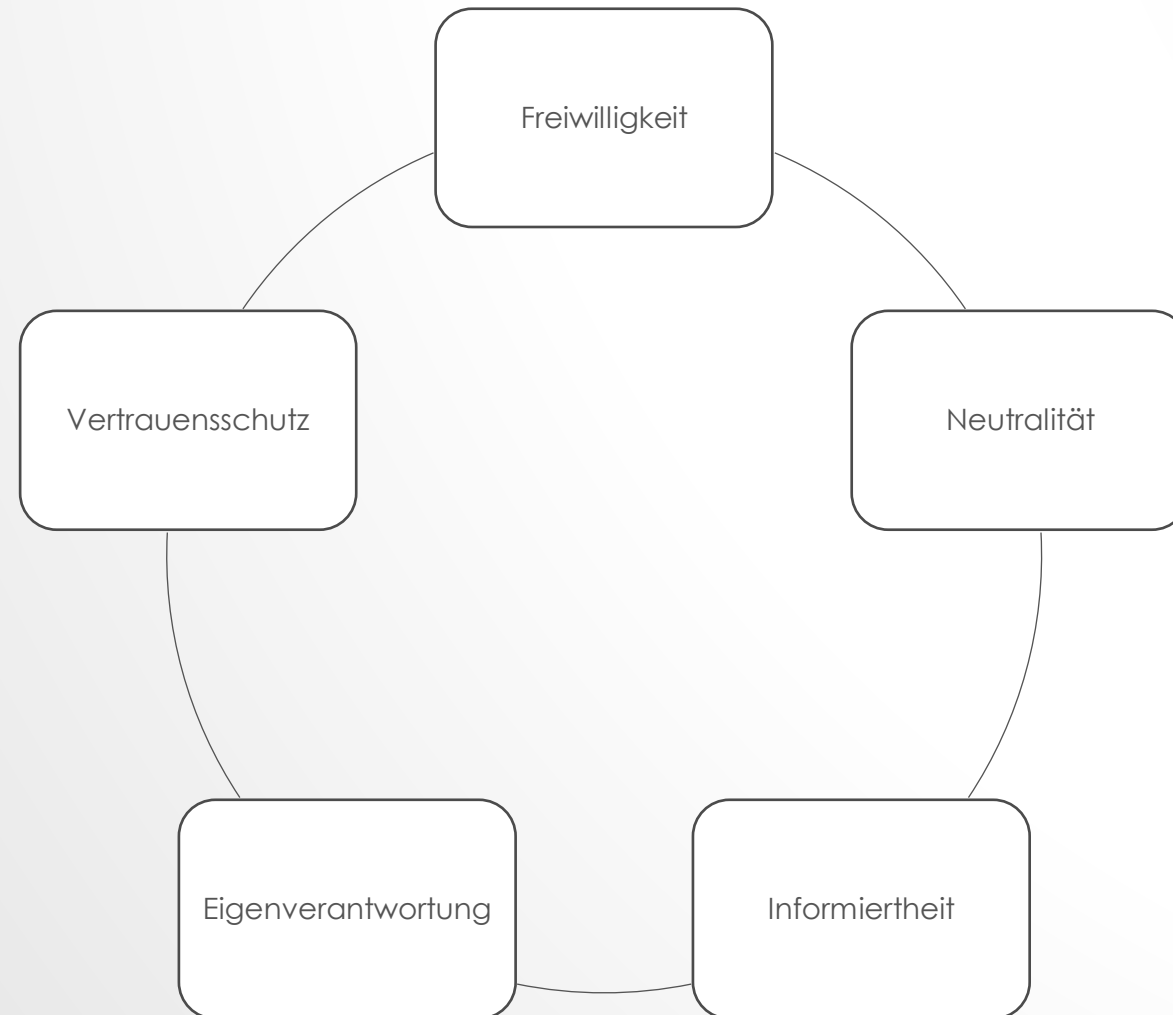 Freiwilligkeit
Vertrauensschutz
Neutralität
Eigenverantwortung
Informiertheit